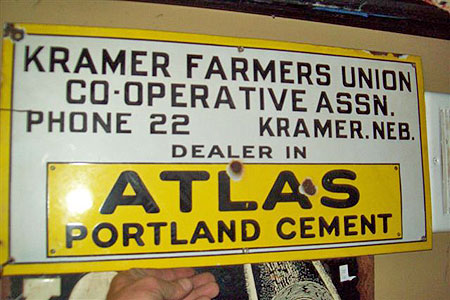 KRAMER FARMERS UNION
CO-OPERATIVE ASSN.
PHONE 22 KRAMER. NEB.
DEALER IN
ATLAS
PORTLAND CEMENT